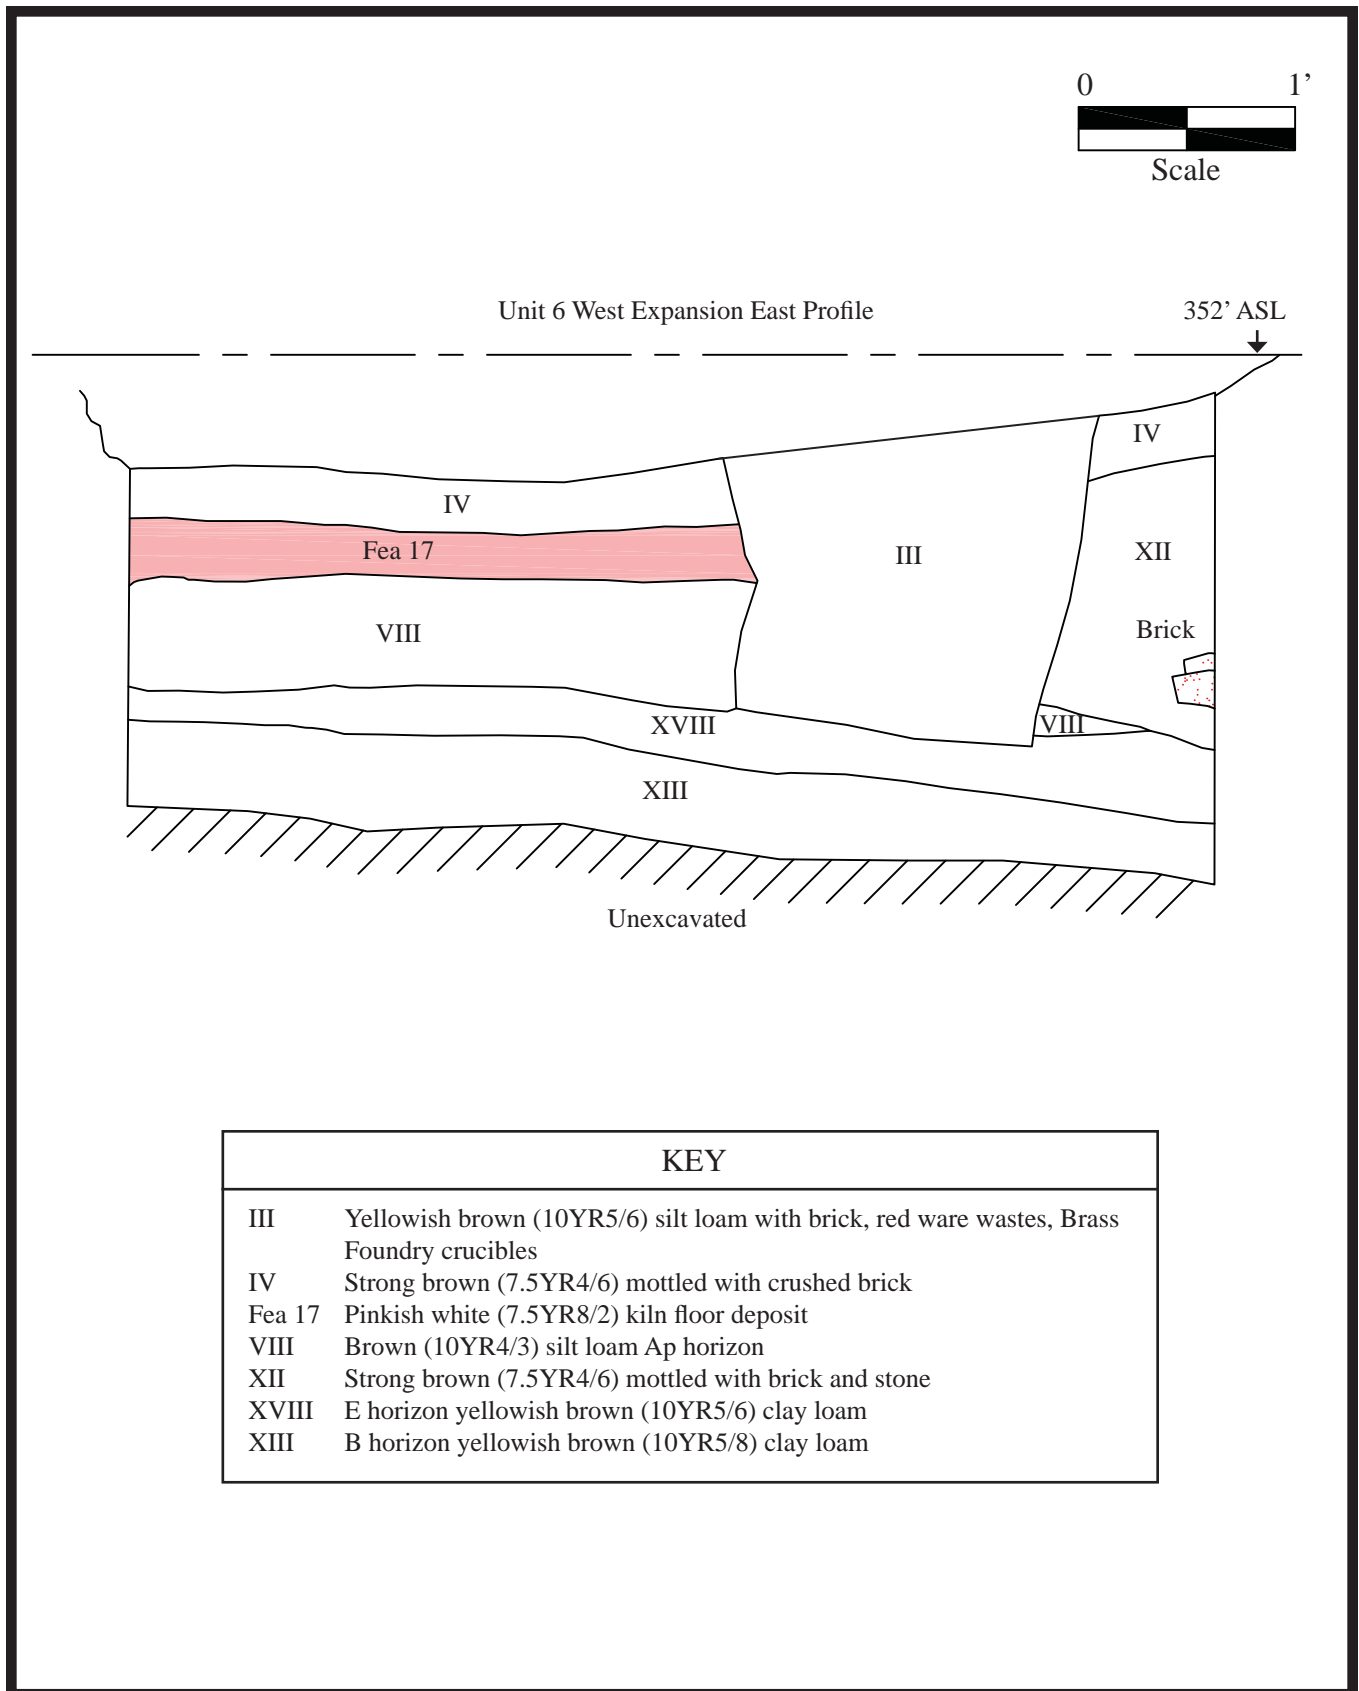 0 1’
Scale
Unit 6 West Expansion East Profile
352’ ASL
IV
IV
Fea 17
III
XII
VIII
Brick
XVIII
VIII
XIII
Unexcavated
KEY
III Yellowish brown (10YR5/6) silt loam with brick, red ware wastes, Brass
Foundry crucibles
IV Strong brown (7.5YR4/6) mottled with crushed brick
Fea 17 Pinkish white (7.5YR8/2) kiln floor deposit
VIII Brown (10YR4/3) silt loam Ap horizon
XII Strong brown (7.5YR4/6) mottled with brick and stone
XVIII E horizon yellowish brown (10YR5/6) clay loam
XIII B horizon yellowish brown (10YR5/8) clay loam